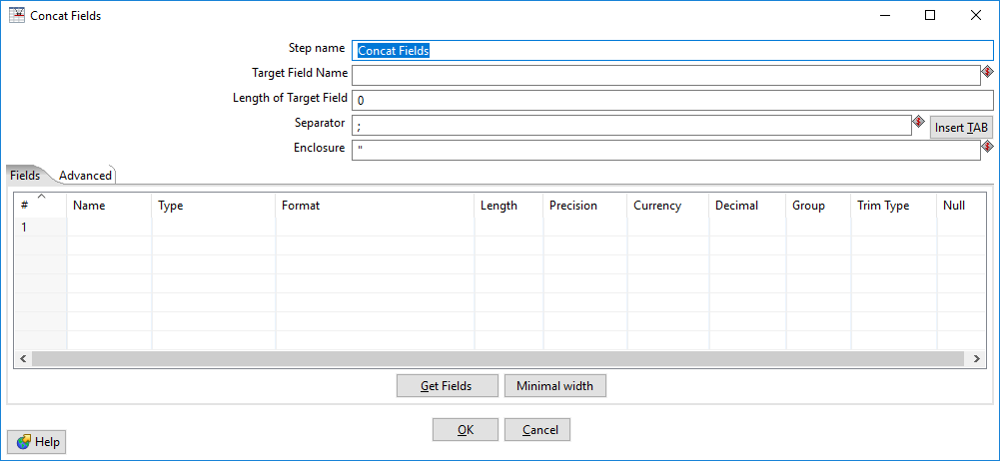 Concat Fields
Step name Concat Fields
Target Field Name
Length of Target Field 0
Separator ; Insert TAB
Enclosure "
Fields Advanced
# Name Type Format Length Precision Currency Decimal Group Trim Type Null
1
Get Fields Minimal width
OK Cancel
Help